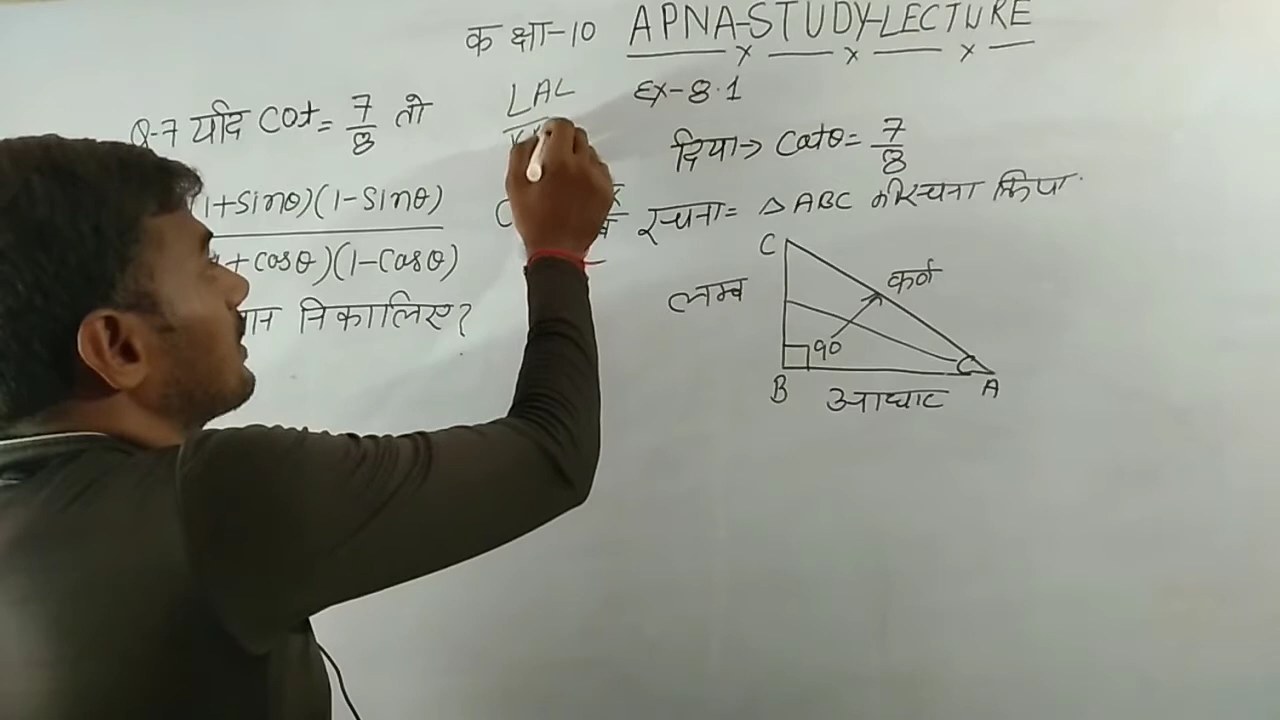 कक्षा-10 APNA-STUDY-LECTURE
Ex-8.1
Q-7 यदि cot = 7/8 तो
(1+sinθ)(1-sinθ)
+cosθ)(1-cosθ)
मान निकालिए?
LAL
दिया→ cotθ = 7/8
रचना = △ABC की रचना किया
C
लम्ब
कर्ण
90
B
A
आधार